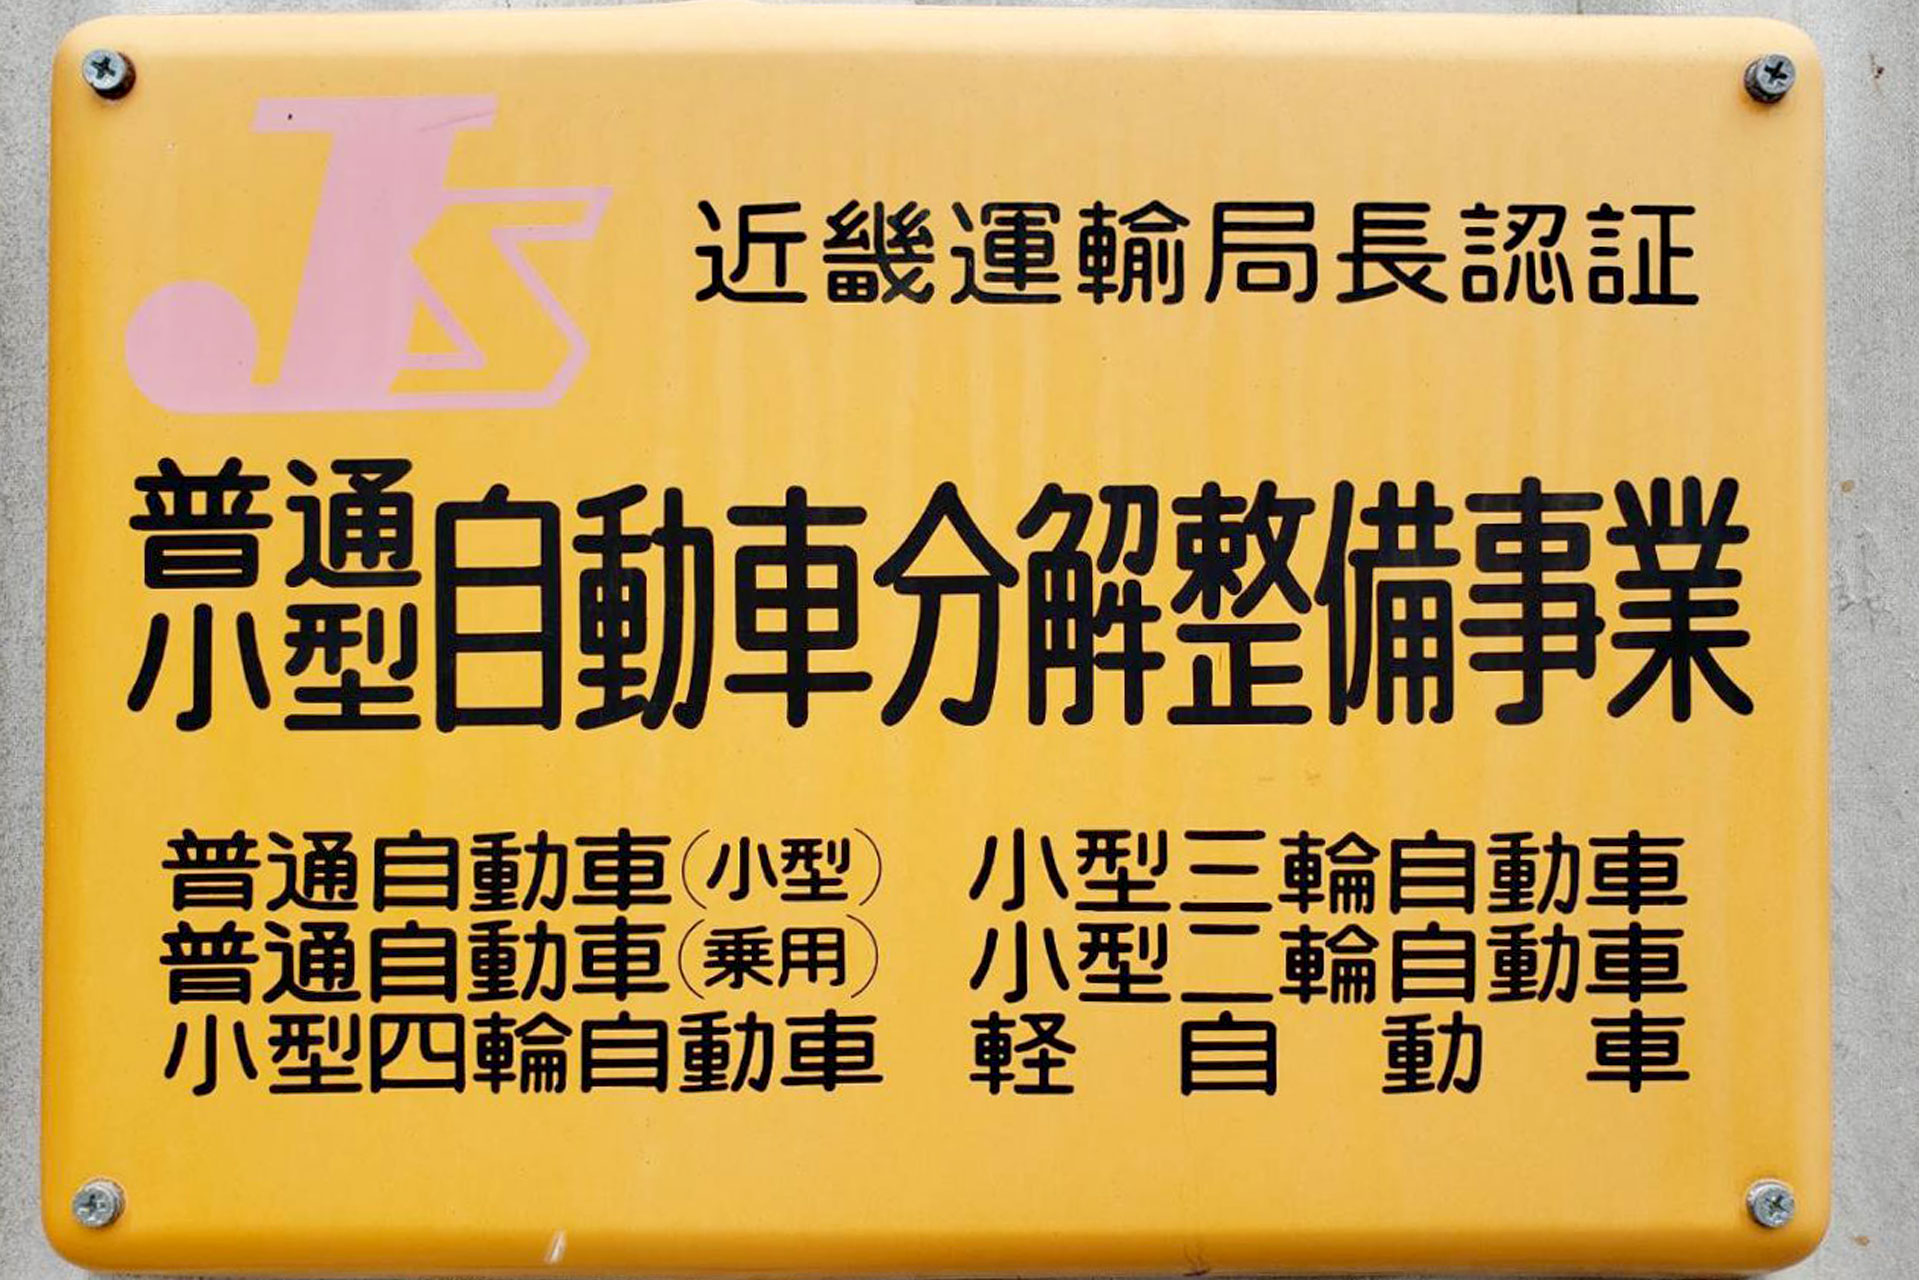 JKS
近畿運輸局長認証
普通
小型自動車分解整備事業
普通自動車(小型) 小型三輪自動車
普通自動車(乗用) 小型二輪自動車
小型四輪自動車 軽自動車